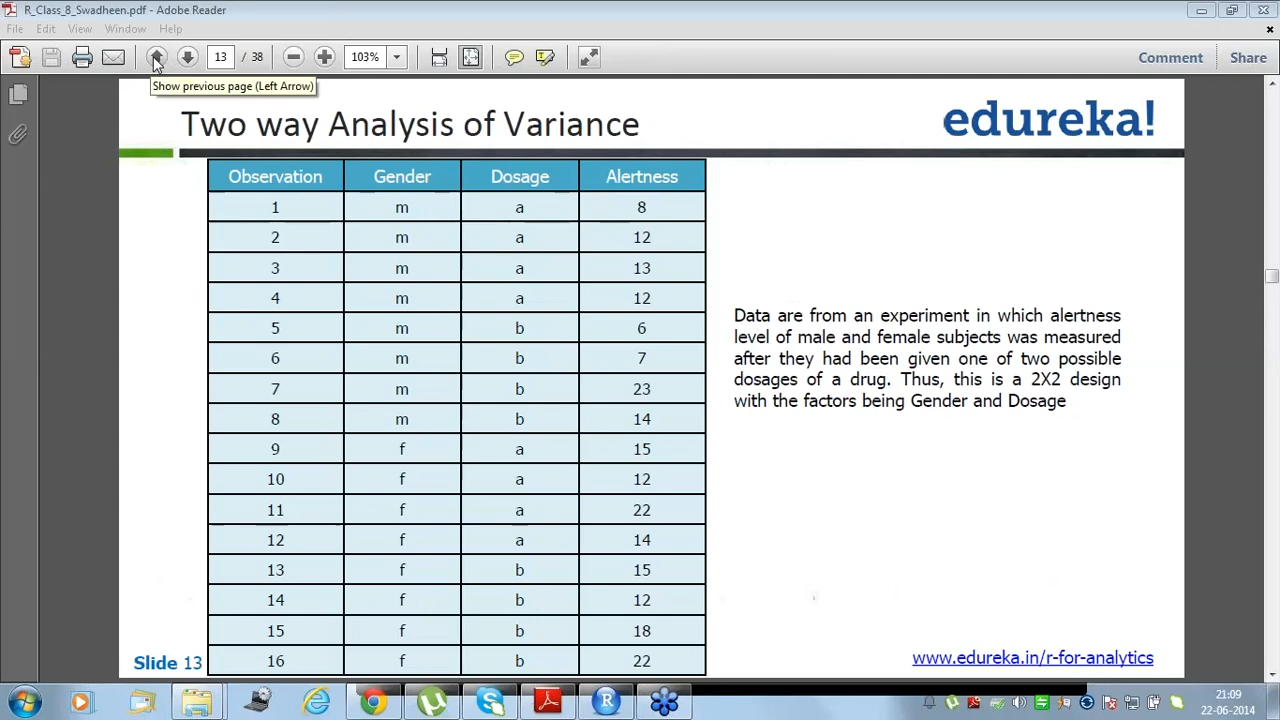 R_Class_8_Swadheen.pdf - Adobe Reader
File Edit View Window Help
13 / 38 103% Comment Share
Show previous page (Left Arrow)
Two way Analysis of Variance
edureka!
Observation Gender Dosage Alertness
1 m a 8
2 m a 12
3 m a 13
4 m a 12
5 m b 6
6 m b 7
7 m b 23
8 m b 14
9 f a 15
10 f a 12
11 f a 22
12 f a 14
13 f b 15
14 f b 12
15 f b 18
16 f b 22
Data are from an experiment in which alertness
level of male and female subjects was measured
after they had been given one of two possible
dosages of a drug. Thus, this is a 2X2 design
with the factors being Gender and Dosage
Slide 13
www.edureka.in/r-for-analytics
21:09
22-06-2014